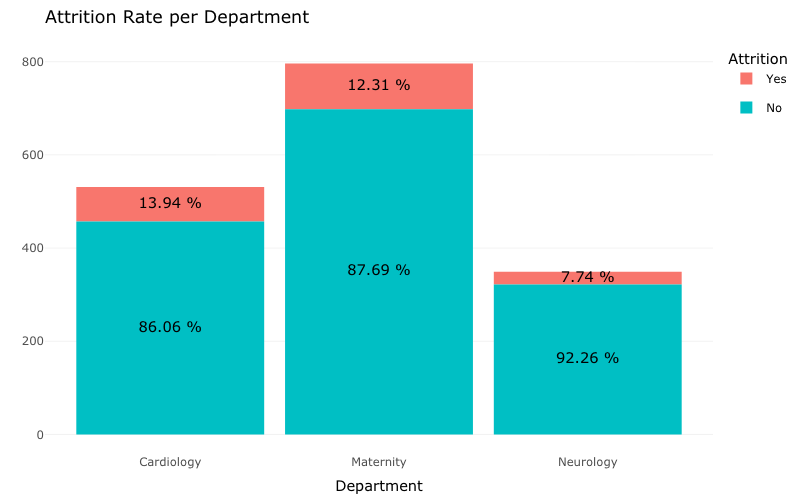 Attrition Rate per Department
800
600
400
200
0
13.94 %
86.06 %
12.31 %
87.69 %
7.74 %
92.26 %
Cardiology
Maternity
Neurology
Department
Attrition
Yes
No